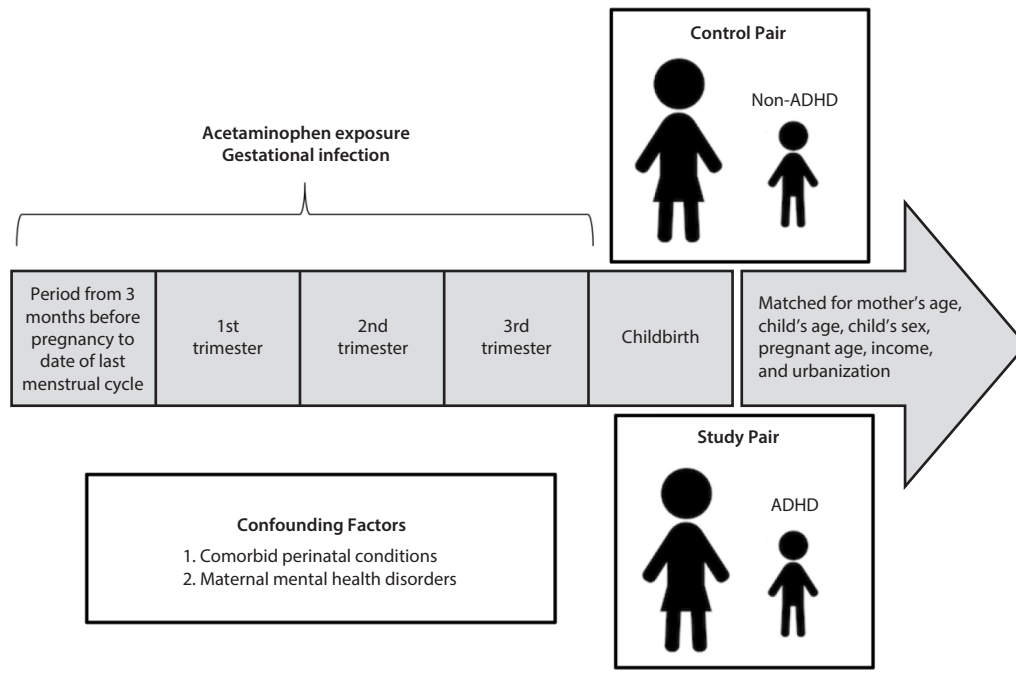 Control Pair
Non-ADHD
Acetaminophen exposure
Gestational infection
Period from 3
months before
pregnancy to
date of last
menstrual cycle
1st
trimester
2nd
trimester
3rd
trimester
Childbirth
Matched for mother’s age,
child’s age, child’s sex,
pregnant age, income,
and urbanization
Study Pair
ADHD
Confounding Factors
1. Comorbid perinatal conditions
2. Maternal mental health disorders